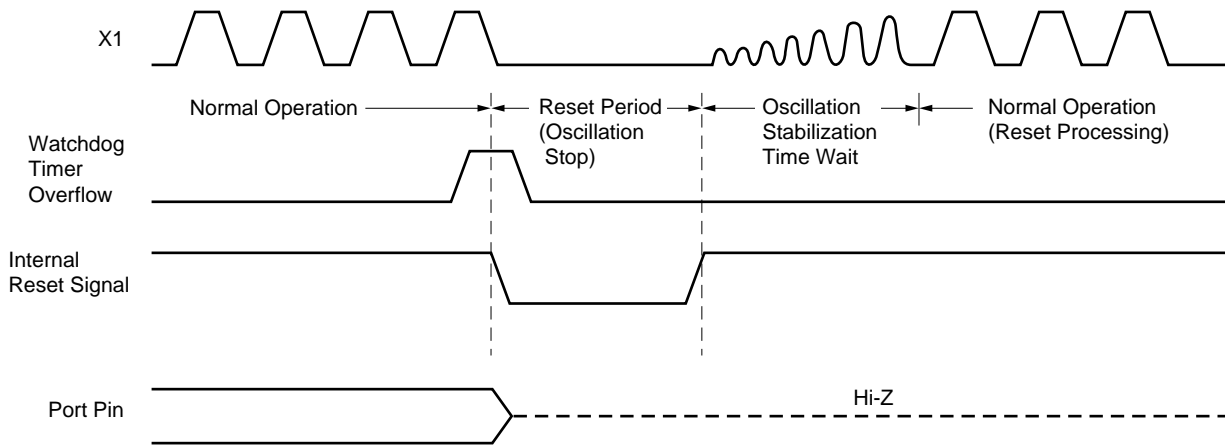 X1
Normal Operation
Reset Period
(Oscillation
Stop)
Oscillation
Stabilization
Time Wait
Normal Operation
(Reset Processing)
Watchdog
Timer
Overflow
Internal
Reset Signal
Port Pin
Hi-Z